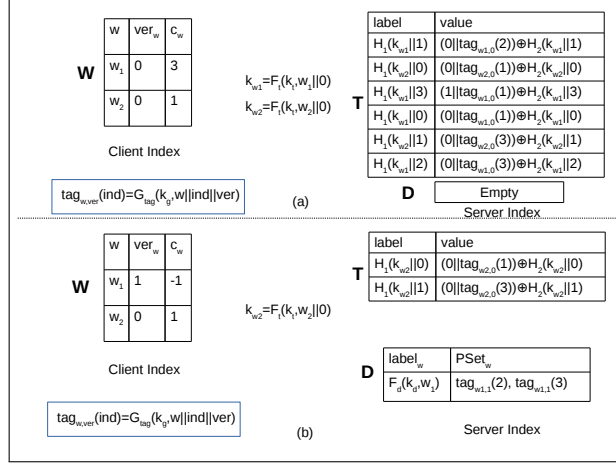 w ver_w c_w
w_1 0 3
w_2 0 1
W
Client Index
k_w1=F_t(k_t,w_1||0)
k_w2=F_t(k_t,w_2||0)
T
label value
H_1(k_w1||1) (0||tag_w1,0(2))⊕H_2(k_w1||1)
H_1(k_w2||0) (0||tag_w2,0(1))⊕H_2(k_w2||0)
H_1(k_w1||3) (1||tag_w1,0(1))⊕H_2(k_w1||3)
H_1(k_w1||0) (0||tag_w1,0(1))⊕H_2(k_w1||0)
H_1(k_w2||1) (0||tag_w2,0(3))⊕H_2(k_w2||1)
H_1(k_w1||2) (0||tag_w1,0(3))⊕H_2(k_w1||2)
D Empty
Server Index
tag_w,ver(ind)=G_tag(k_g,w||ind||ver)
(a)
w ver_w c_w
w_1 1 -1
w_2 0 1
W
Client Index
k_w2=F_t(k_t,w_2||0)
T
label value
H_1(k_w2||0) (0||tag_w2,0(1))⊕H_2(k_w2||0)
H_1(k_w2||1) (0||tag_w2,0(3))⊕H_2(k_w2||1)
D
label_w PSet_w
F_d(k_d,w_1) tag_w1,1(2), tag_w1,1(3)
Server Index
tag_w,ver(ind)=G_tag(k_g,w||ind||ver)
(b)